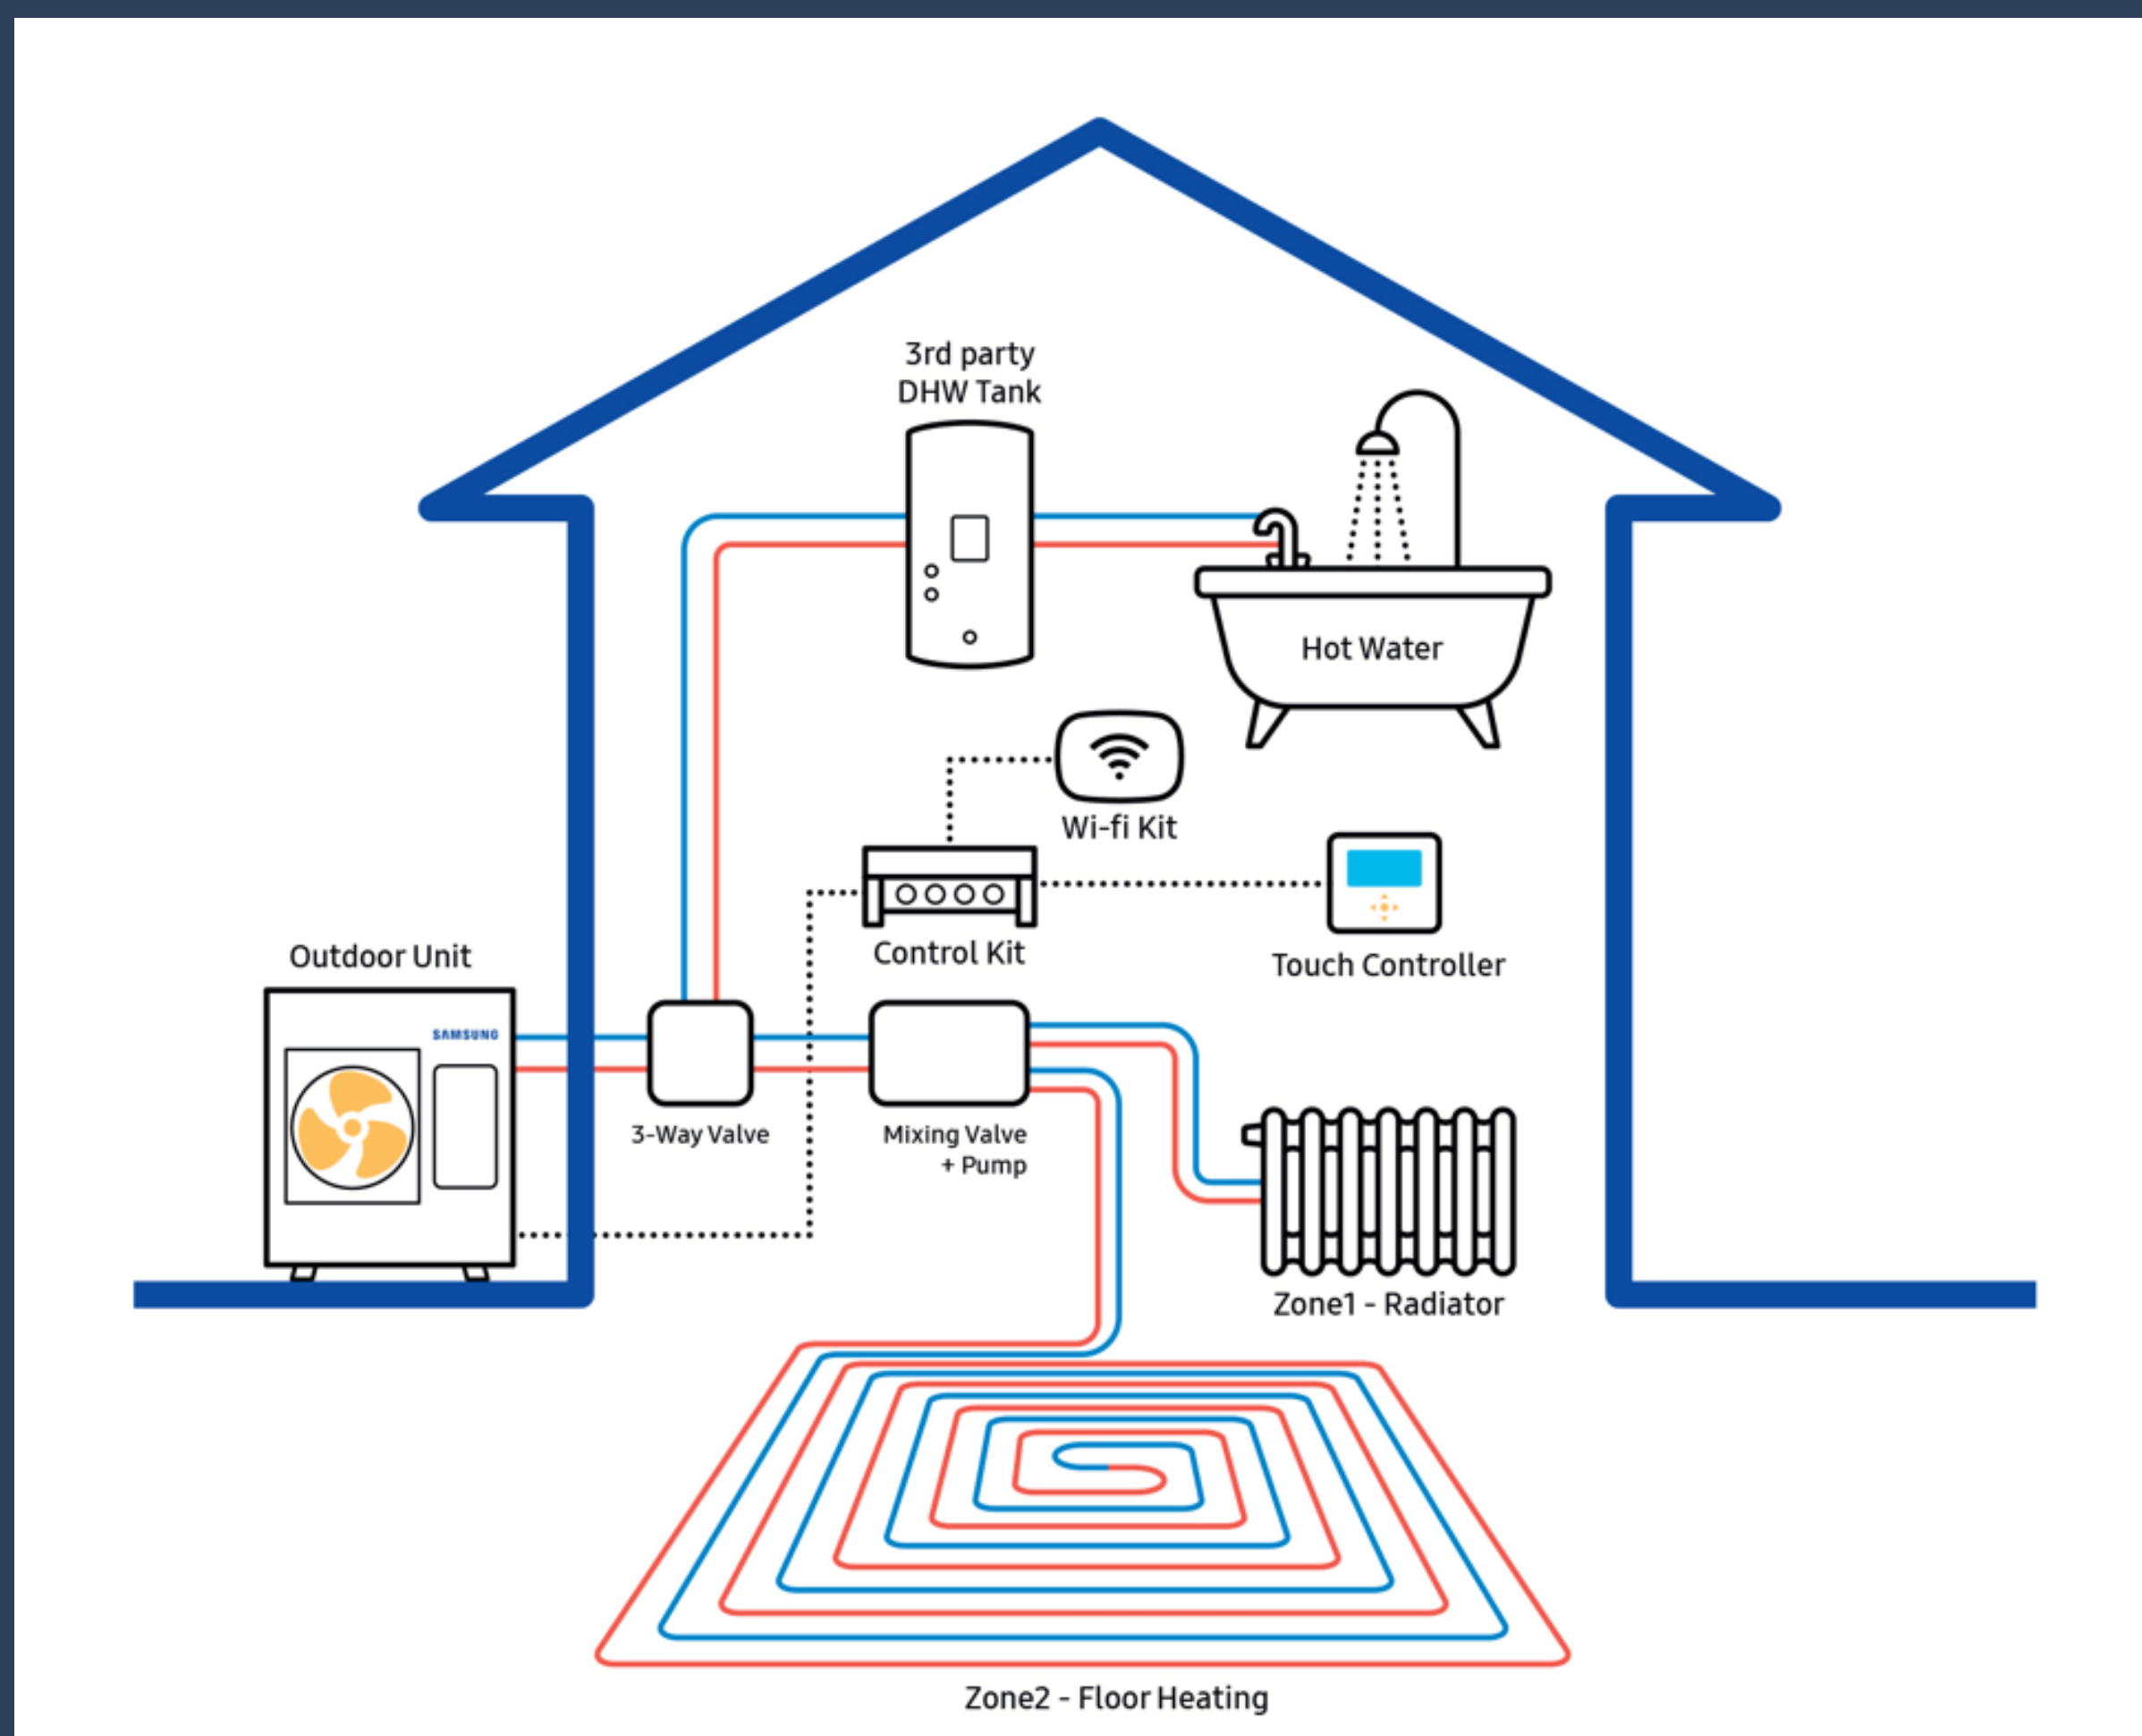 3rd party
DHW Tank
Hot Water
Wi-fi Kit
Control Kit
Touch Controller
Outdoor Unit
SAMSUNG
3-Way Valve
Mixing Valve
+ Pump
Zone1 - Radiator
Zone2 - Floor Heating